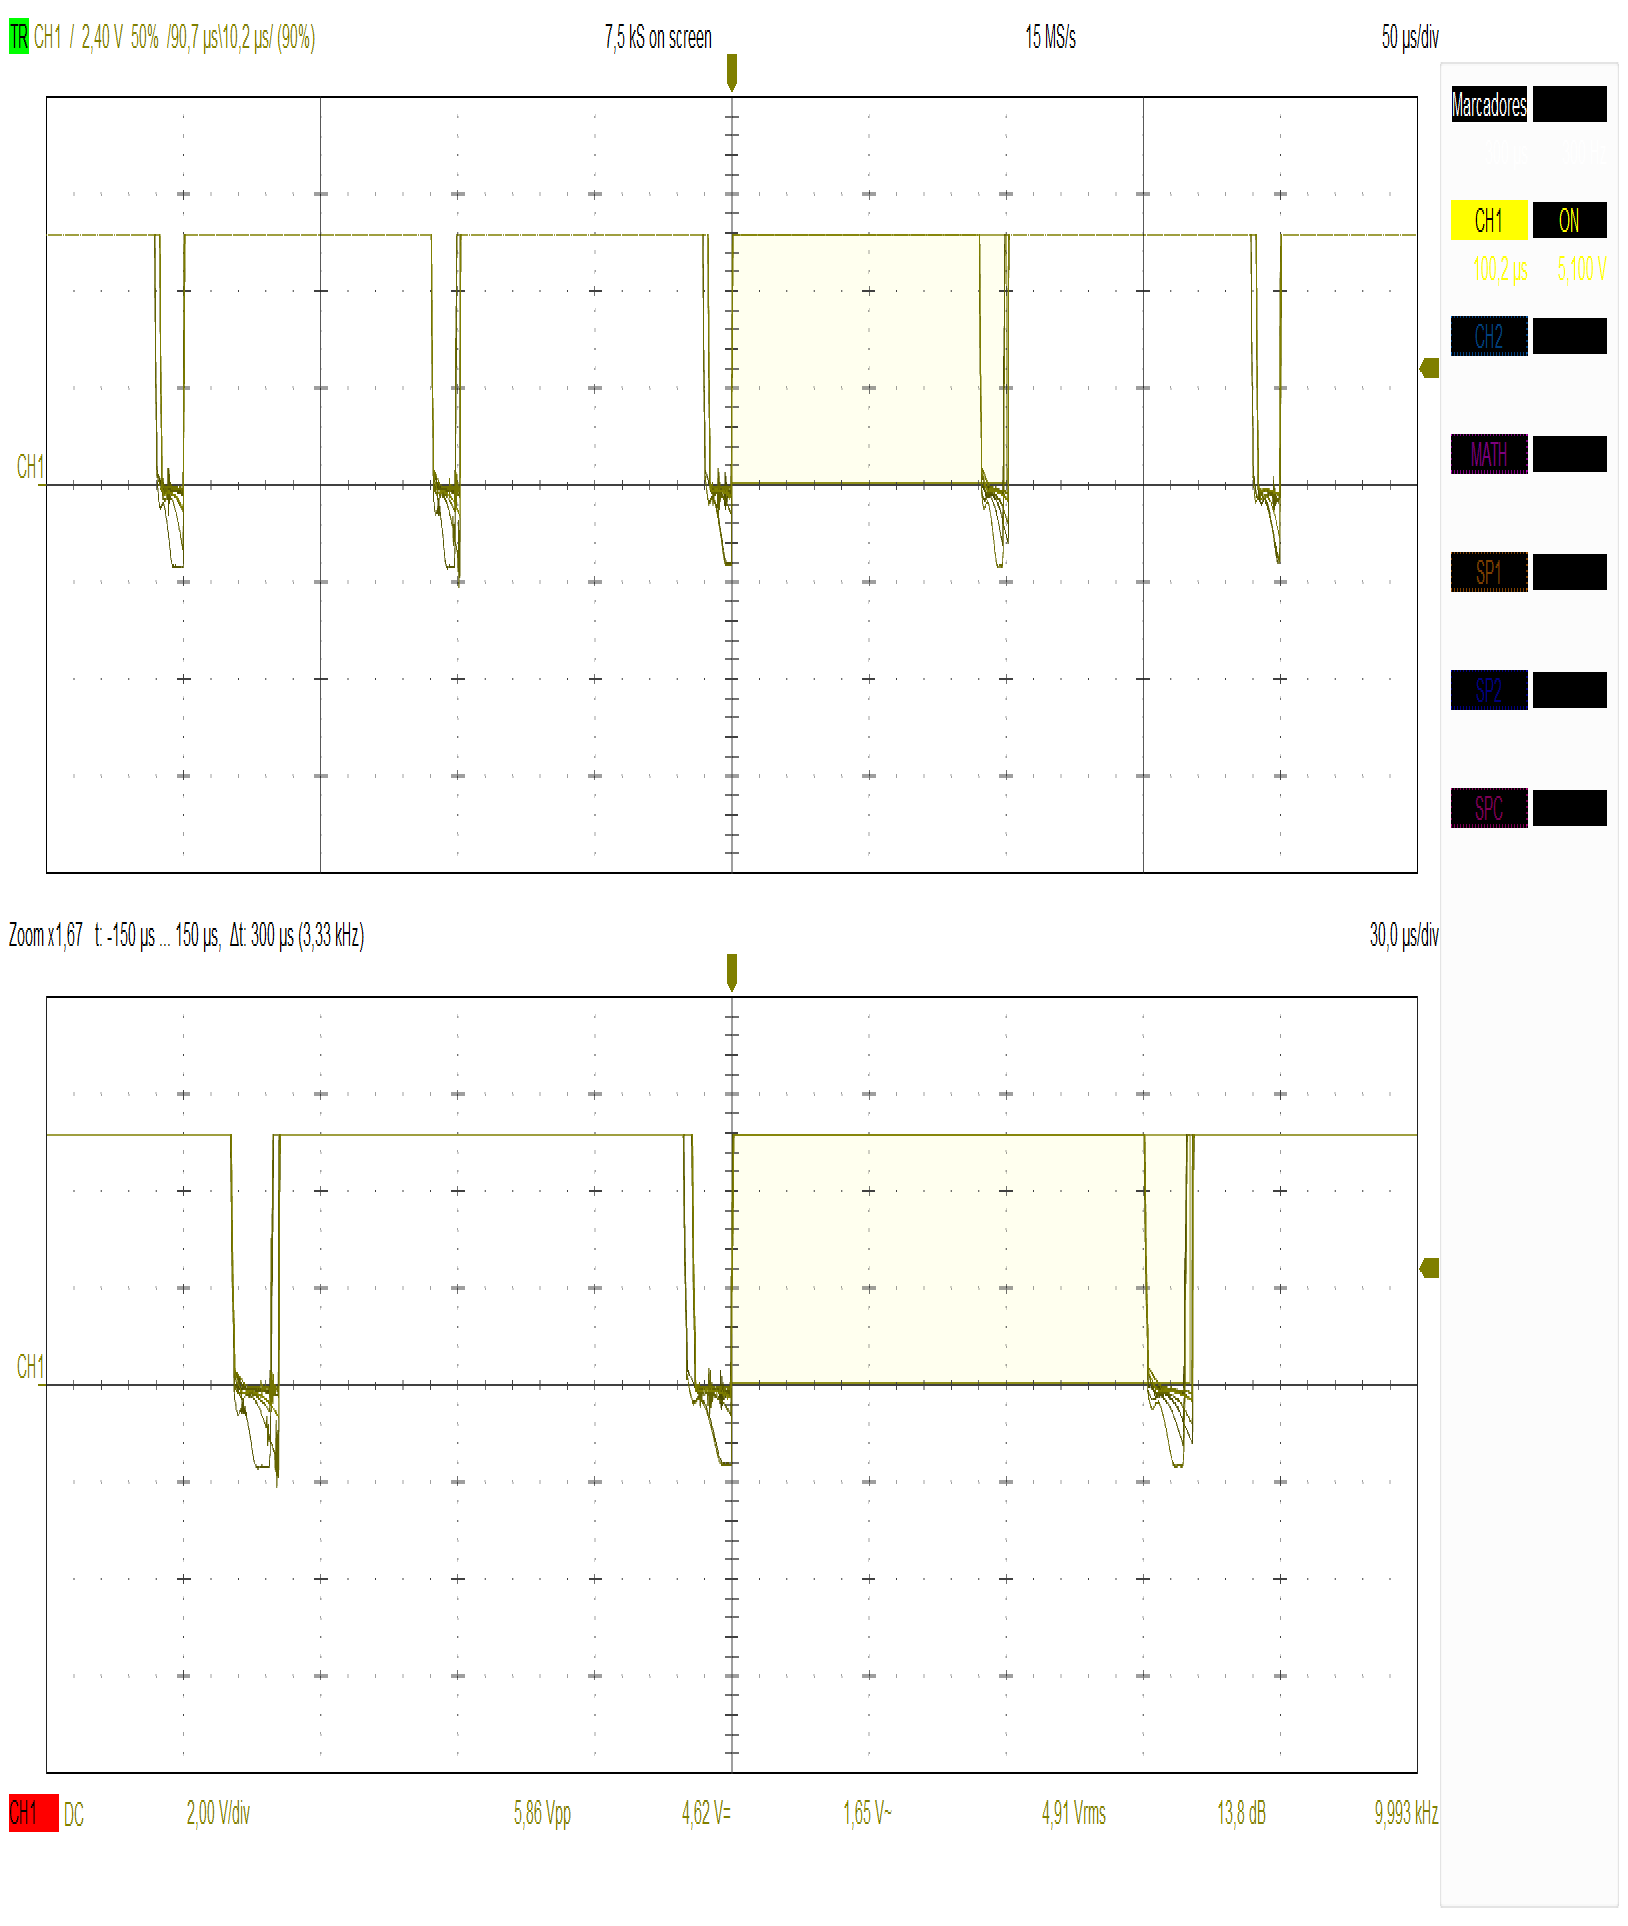 TR CH1 / 2,40 V 50% /90,7 µs\10,2 µs/ (90%) 7,5 kS on screen 15 MS/s 50 µs/div
Marcadores
CH1 ON
100,2 µs 5,100 V
CH2
CH1
MATH
SP1
SP2
SPC
Zoom x1,67 t: -150 µs ... 150 µs, Δt: 300 µs (3,33 kHz) 30,0 µs/div
CH1
CH1 DC 2,00 V/div 5,86 Vpp 4,62 V= 1,65 V~ 4,91 Vrms 13,8 dB 9,993 kHz